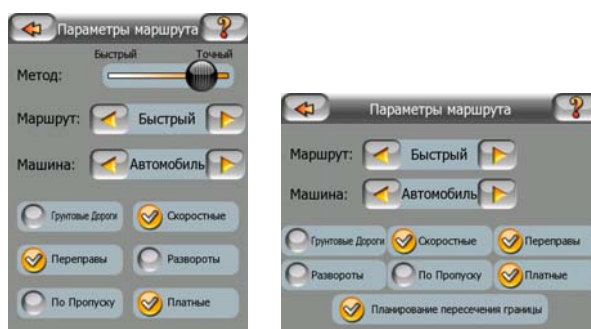 Параметры маршрута
Быстрый Точный
Метод:
Маршрут: Быстрый
Машина: Автомобиль
Грунтовые Дороги Скоростные
Переправы Развороты
По Пропуску Платные
Параметры маршрута
Маршрут: Быстрый
Машина: Автомобиль
Грунтовые Дороги Скоростные Переправы
Развороты По Пропуску Платные
Планирование пересечения границы